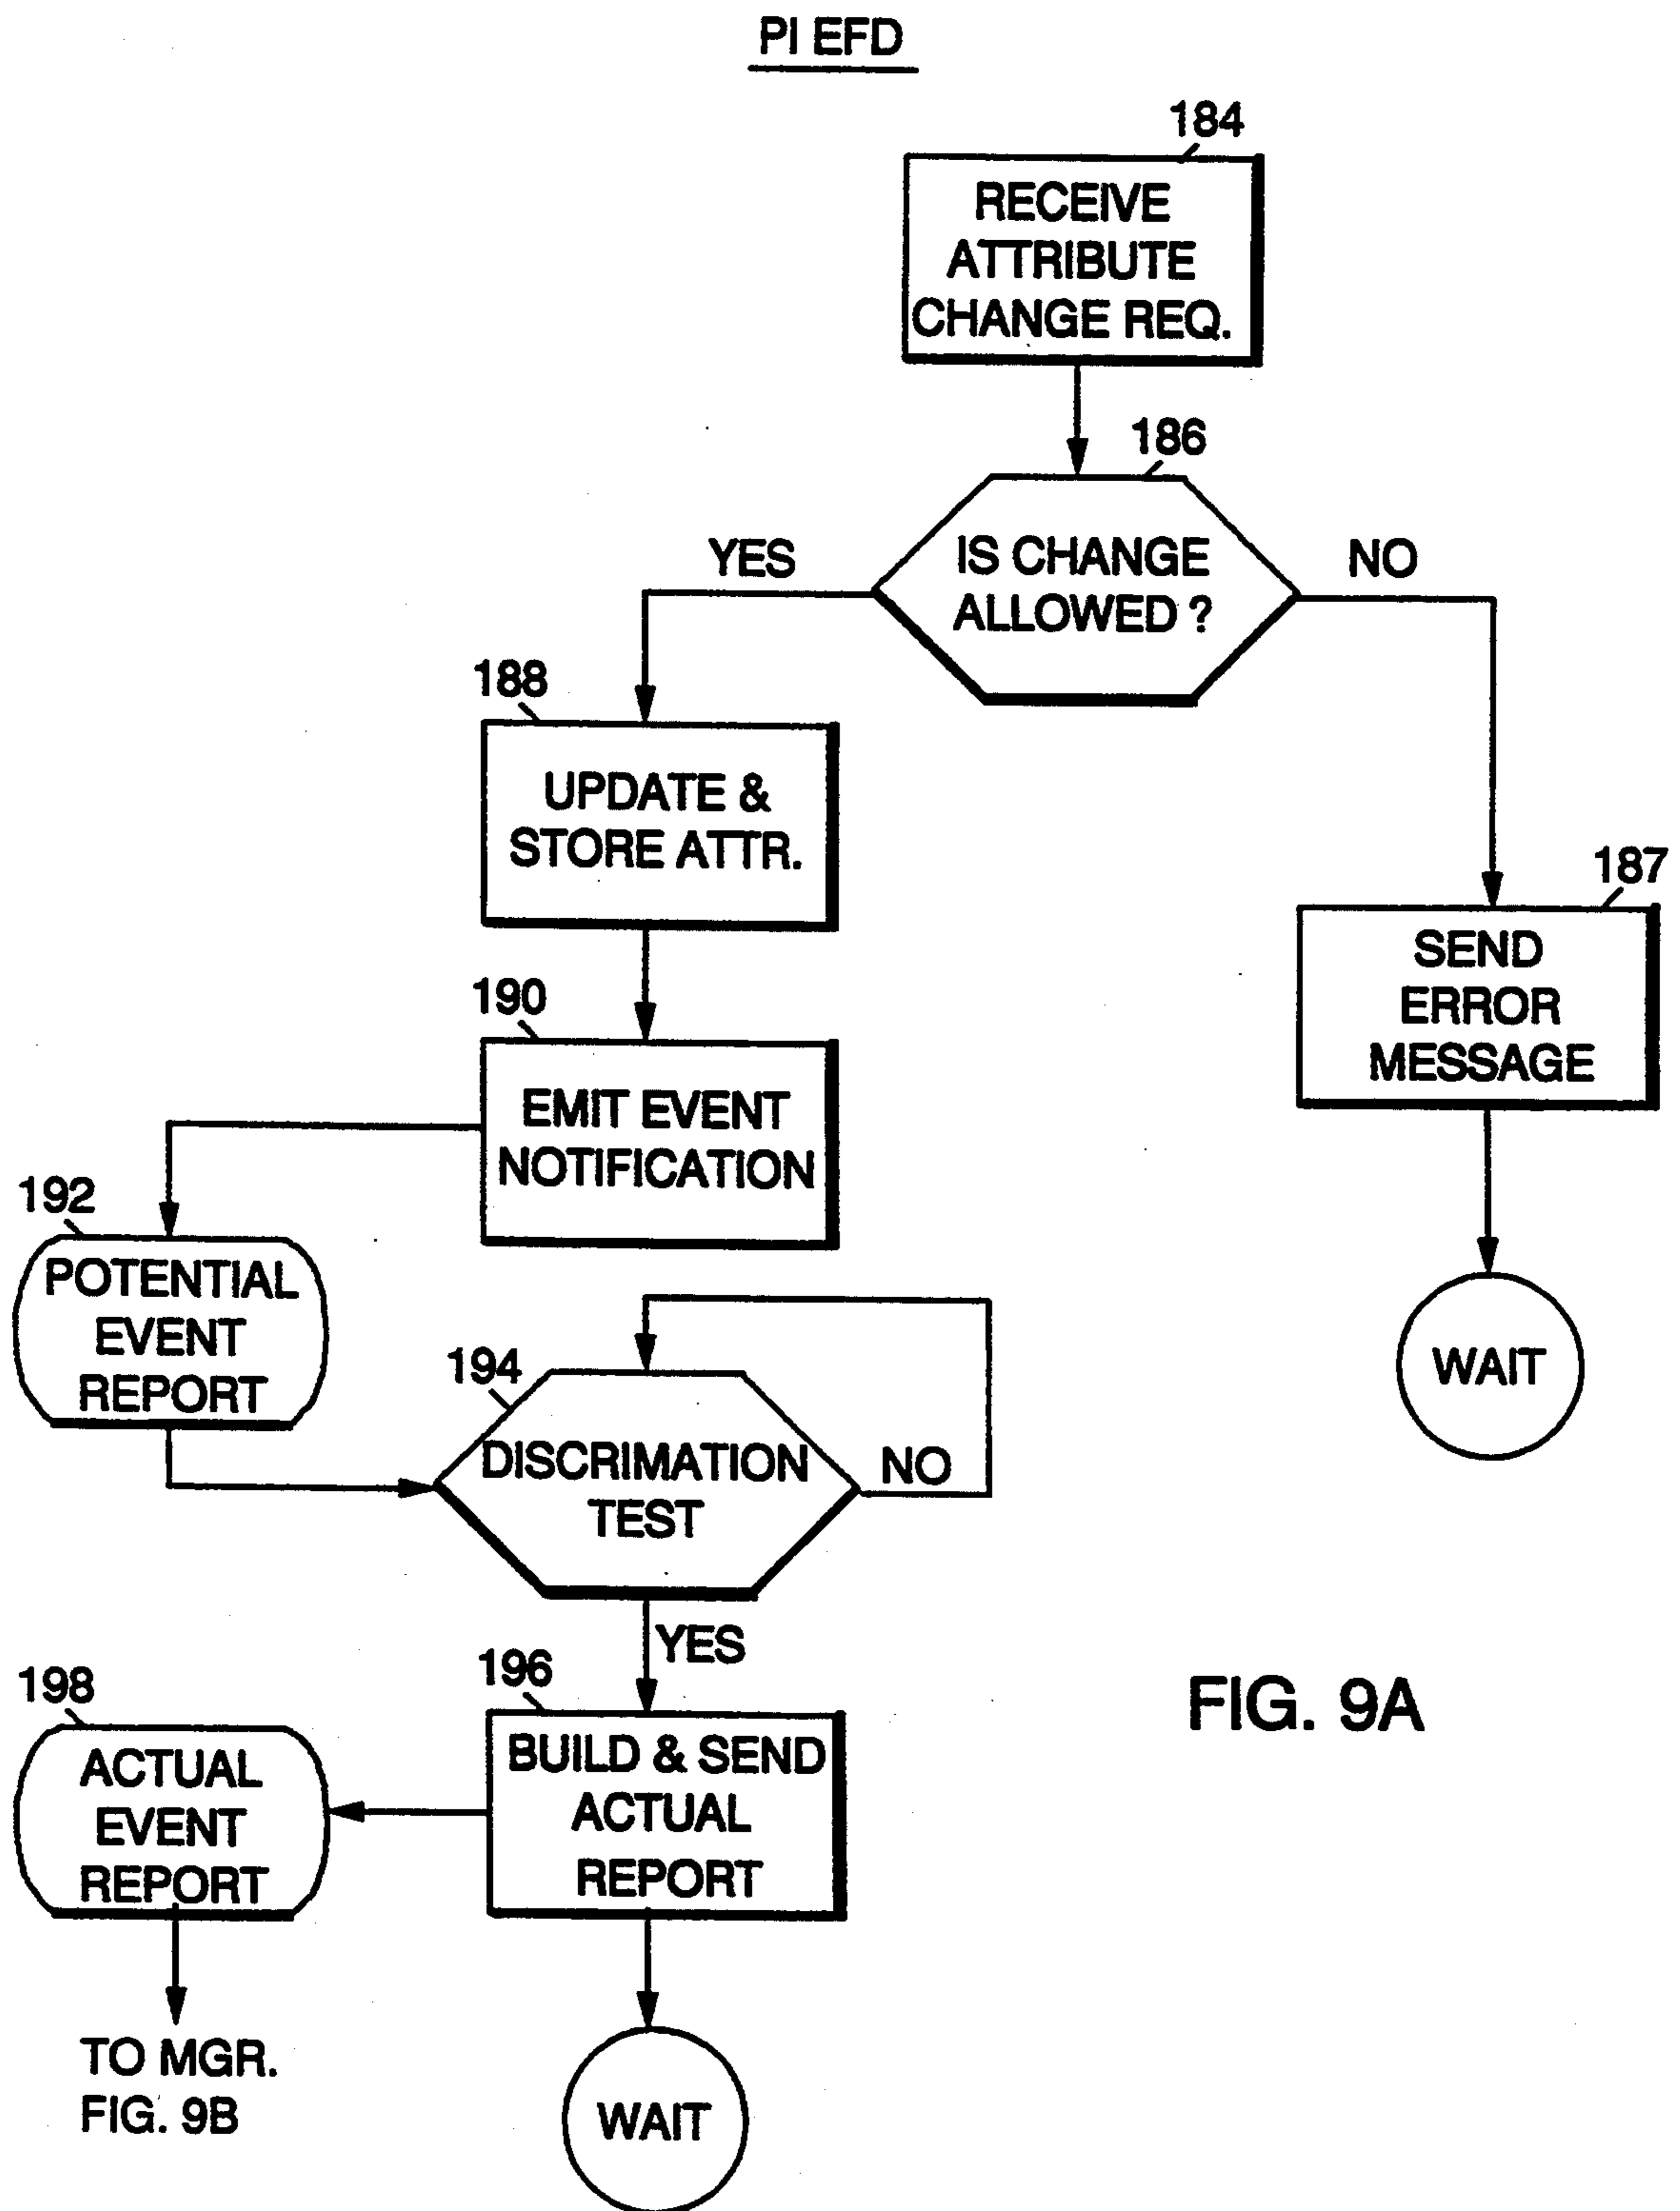 PI EFD
184
RECEIVE
ATTRIBUTE
CHANGE REQ.
186
IS CHANGE
ALLOWED ?
YES
NO
188
UPDATE &
STORE ATTR.
187
SEND
ERROR
MESSAGE
190
EMIT EVENT
NOTIFICATION
192
POTENTIAL
EVENT
REPORT
WAIT
194
DISCRIMATION
TEST
NO
YES
196
BUILD & SEND
ACTUAL
REPORT
198
ACTUAL
EVENT
REPORT
TO MGR.
FIG. 9B
WAIT
FIG. 9A